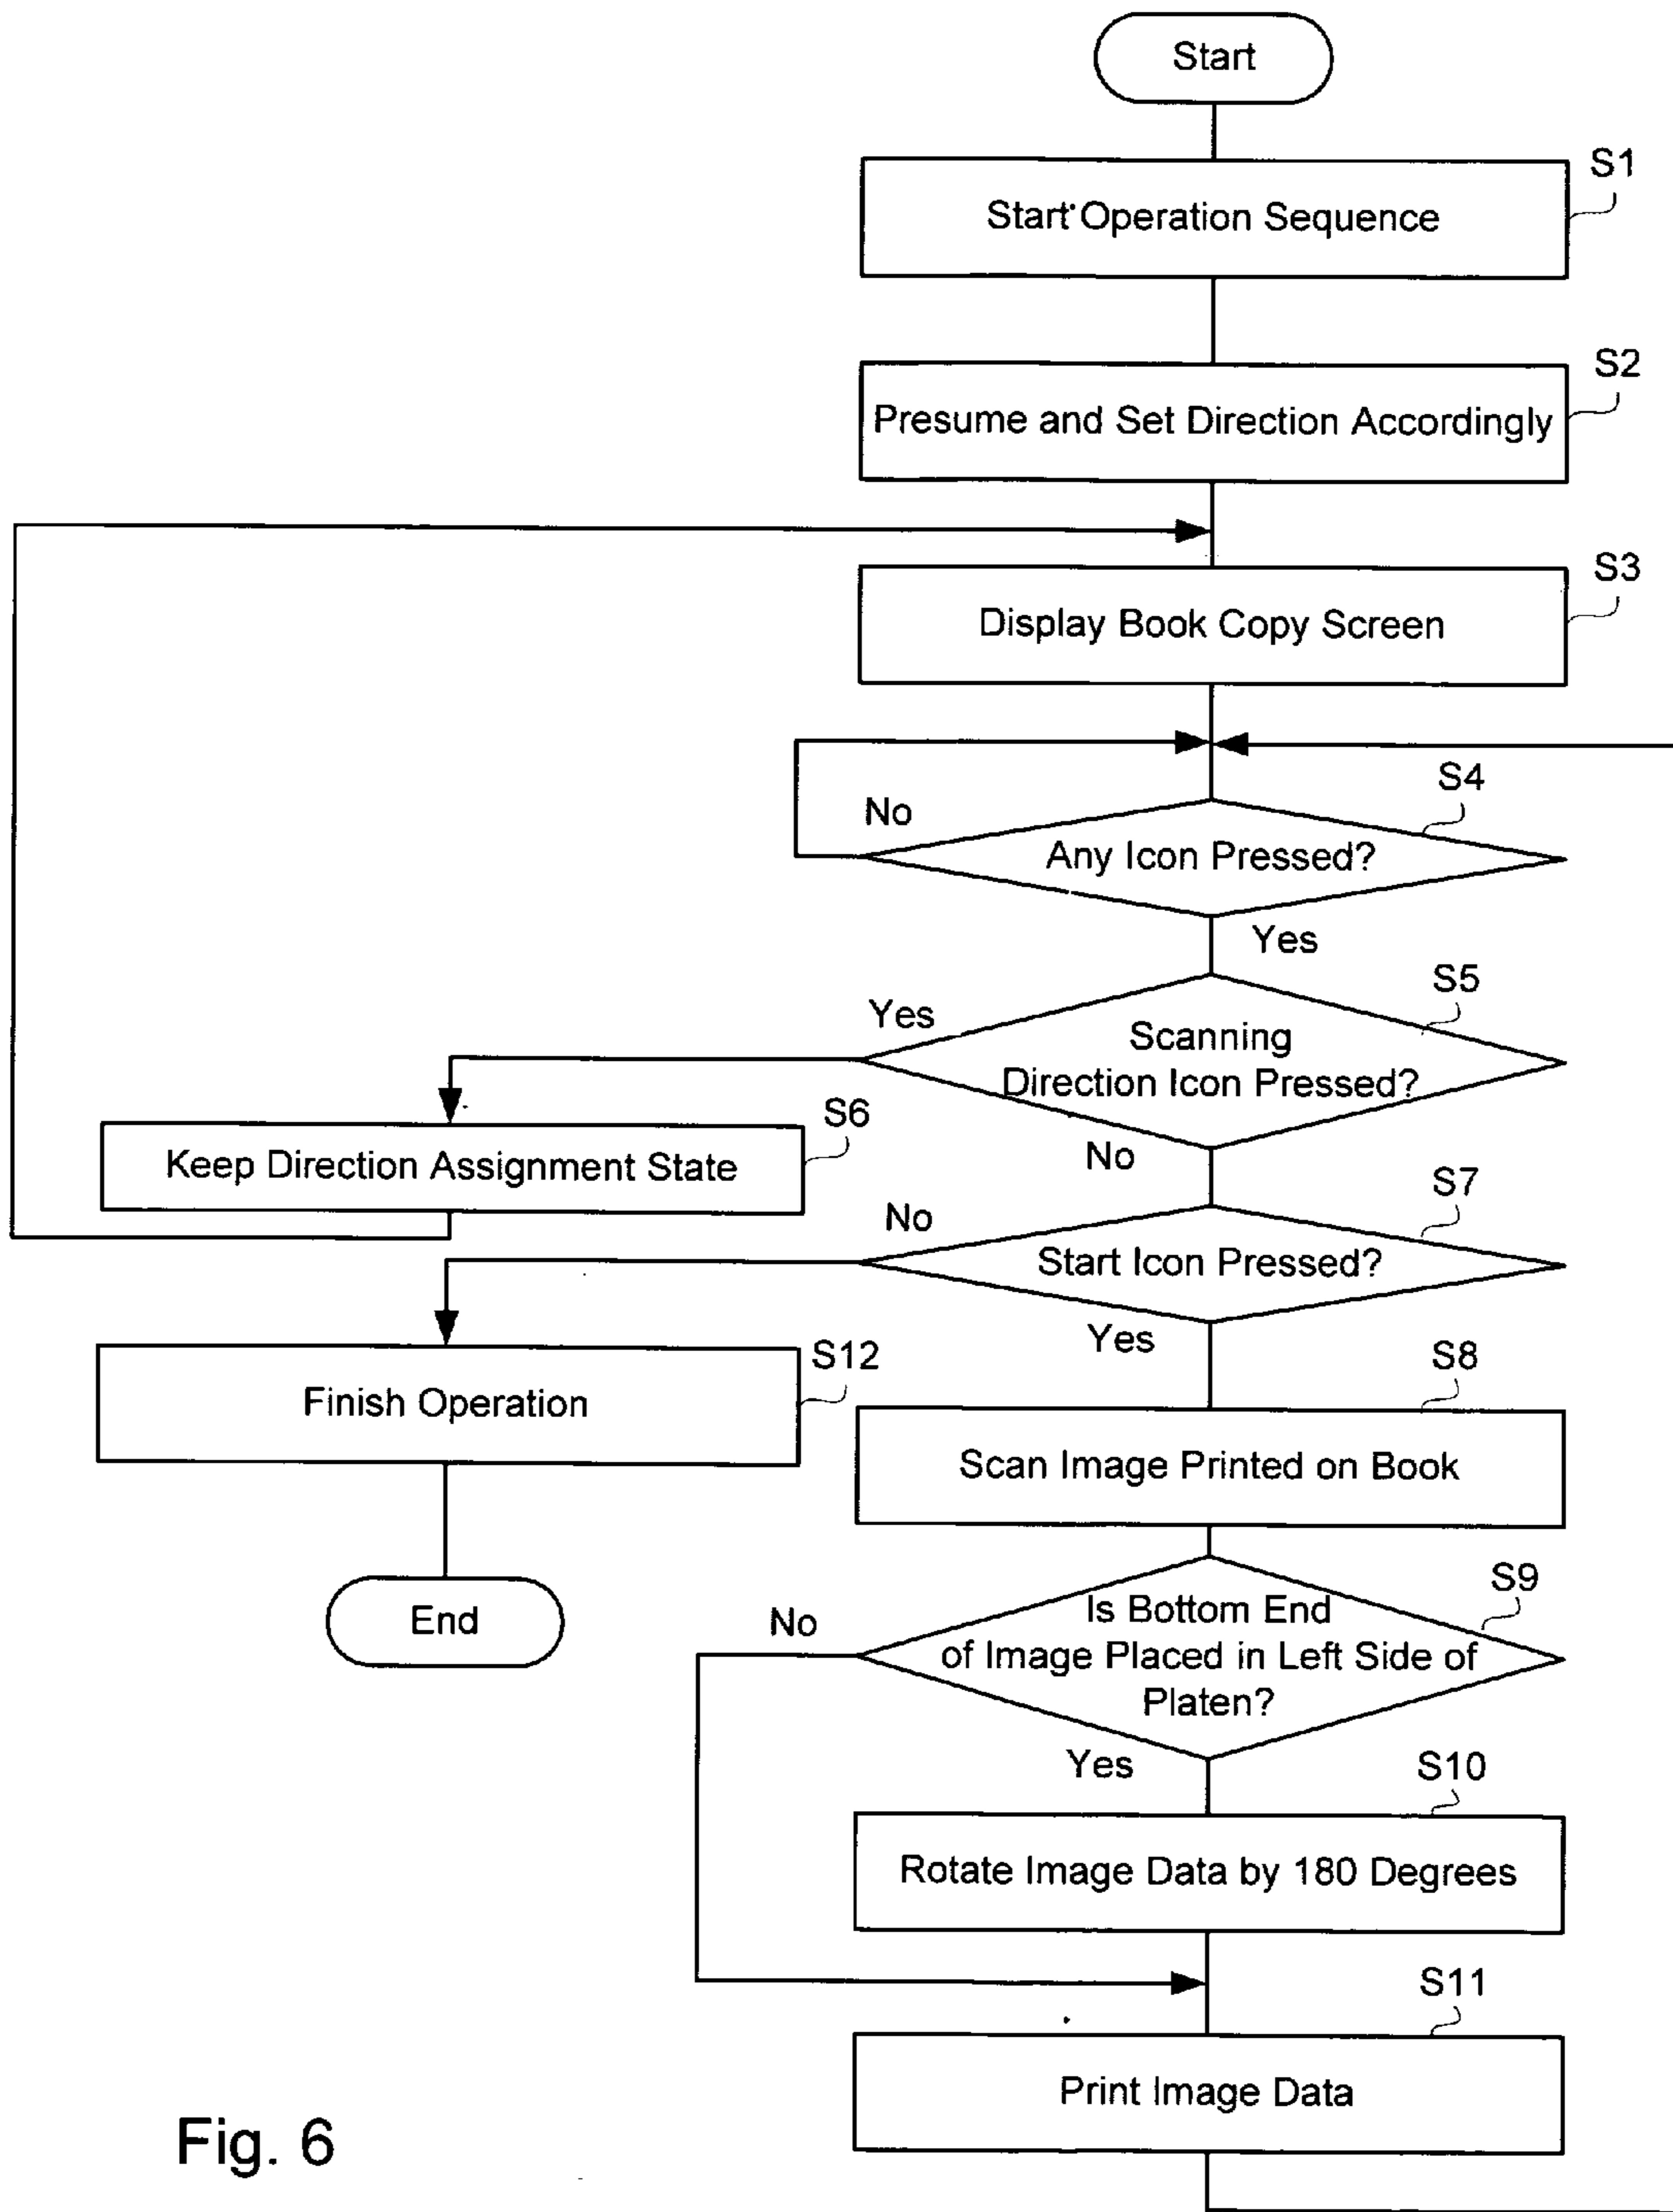 Start
S1
Start Operation Sequence
S2
Presume and Set Direction Accordingly
S3
Display Book Copy Screen
S4
No
Any Icon Pressed?
Yes
S5
Yes
Scanning
Direction Icon Pressed?
S6
Keep Direction Assignment State
No
S7
No
Start Icon Pressed?
Yes
S12
Finish Operation
S8
Scan Image Printed on Book
End
S9
No
Is Bottom End
of Image Placed in Left Side of
Platen?
Yes
S10
Rotate Image Data by 180 Degrees
S11
Print Image Data
Fig. 6